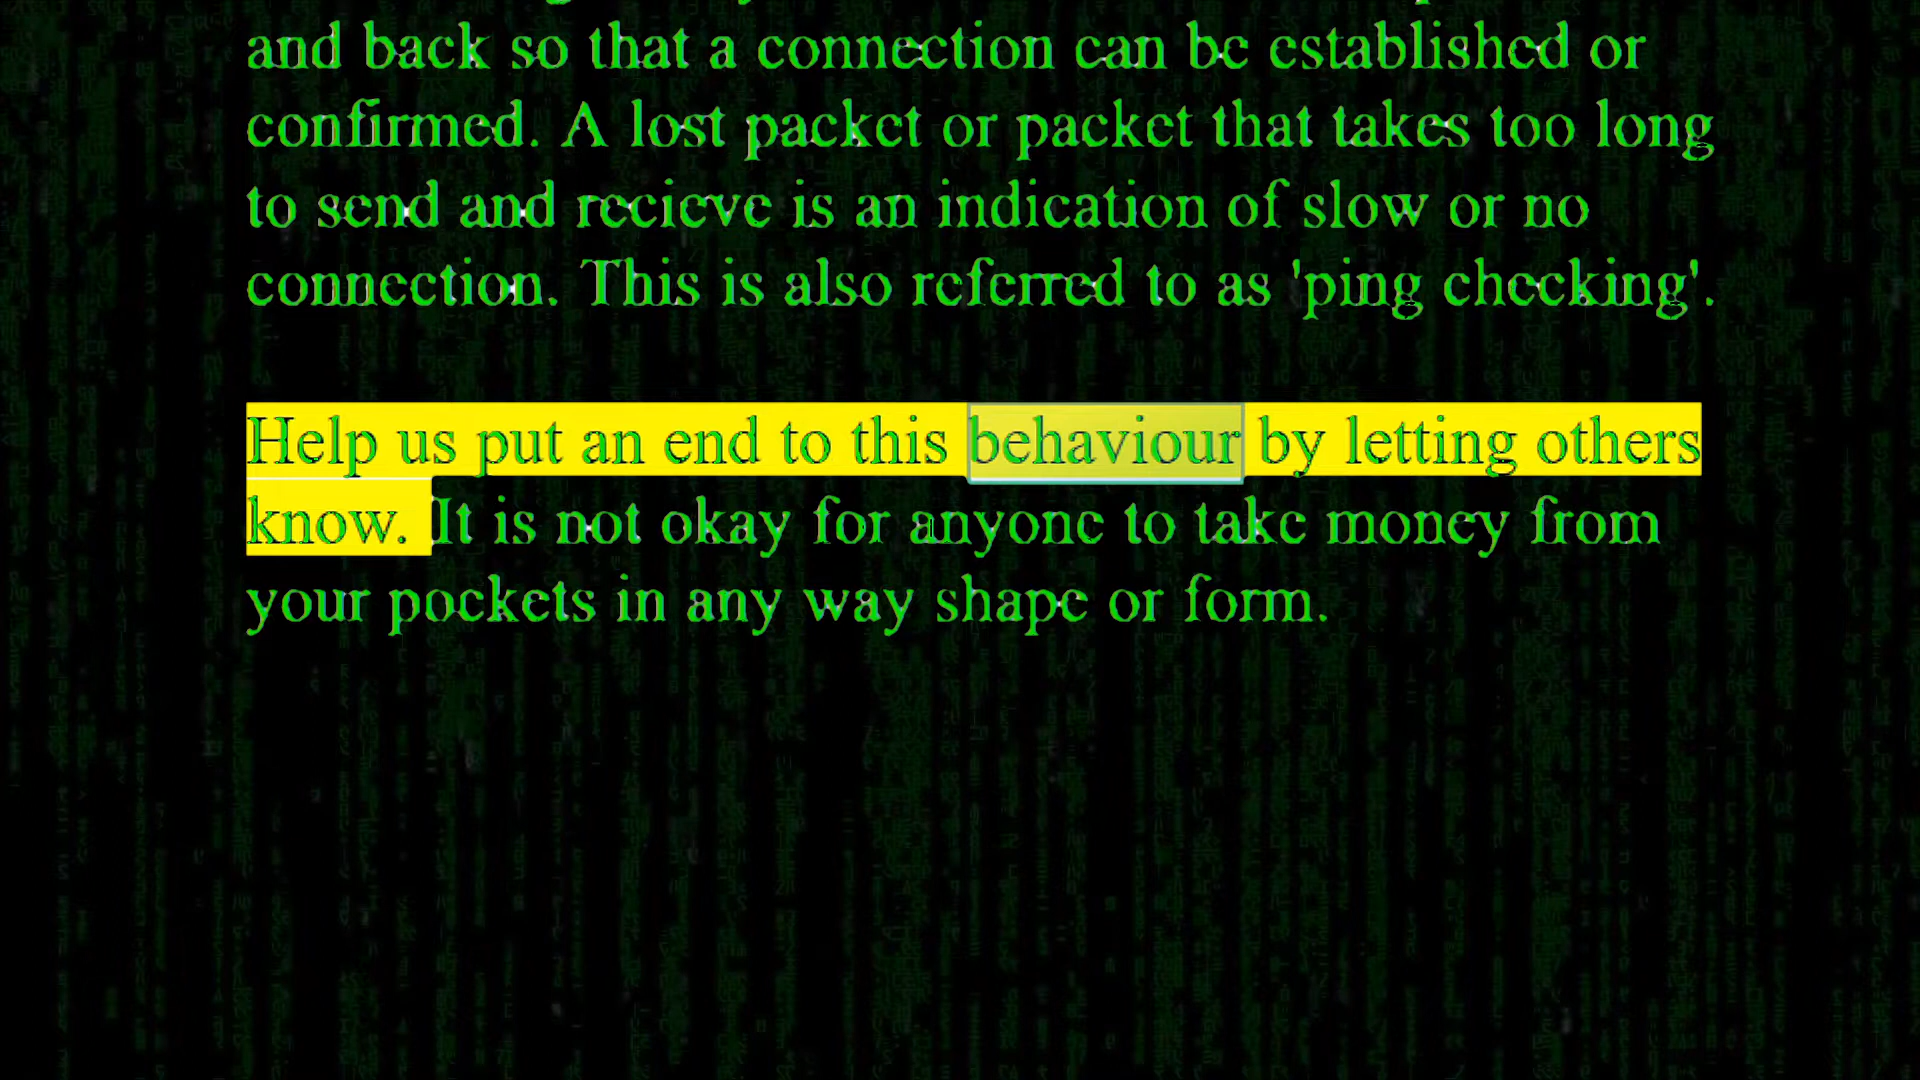 and back so that a connection can be established or
confirmed. A lost packet or packet that takes too long
to send and recieve is an indication of slow or no
connection. This is also referred to as 'ping checking'.
Help us put an end to this behaviour by letting others
know. It is not okay for anyone to take money from
your pockets in any way shape or form.